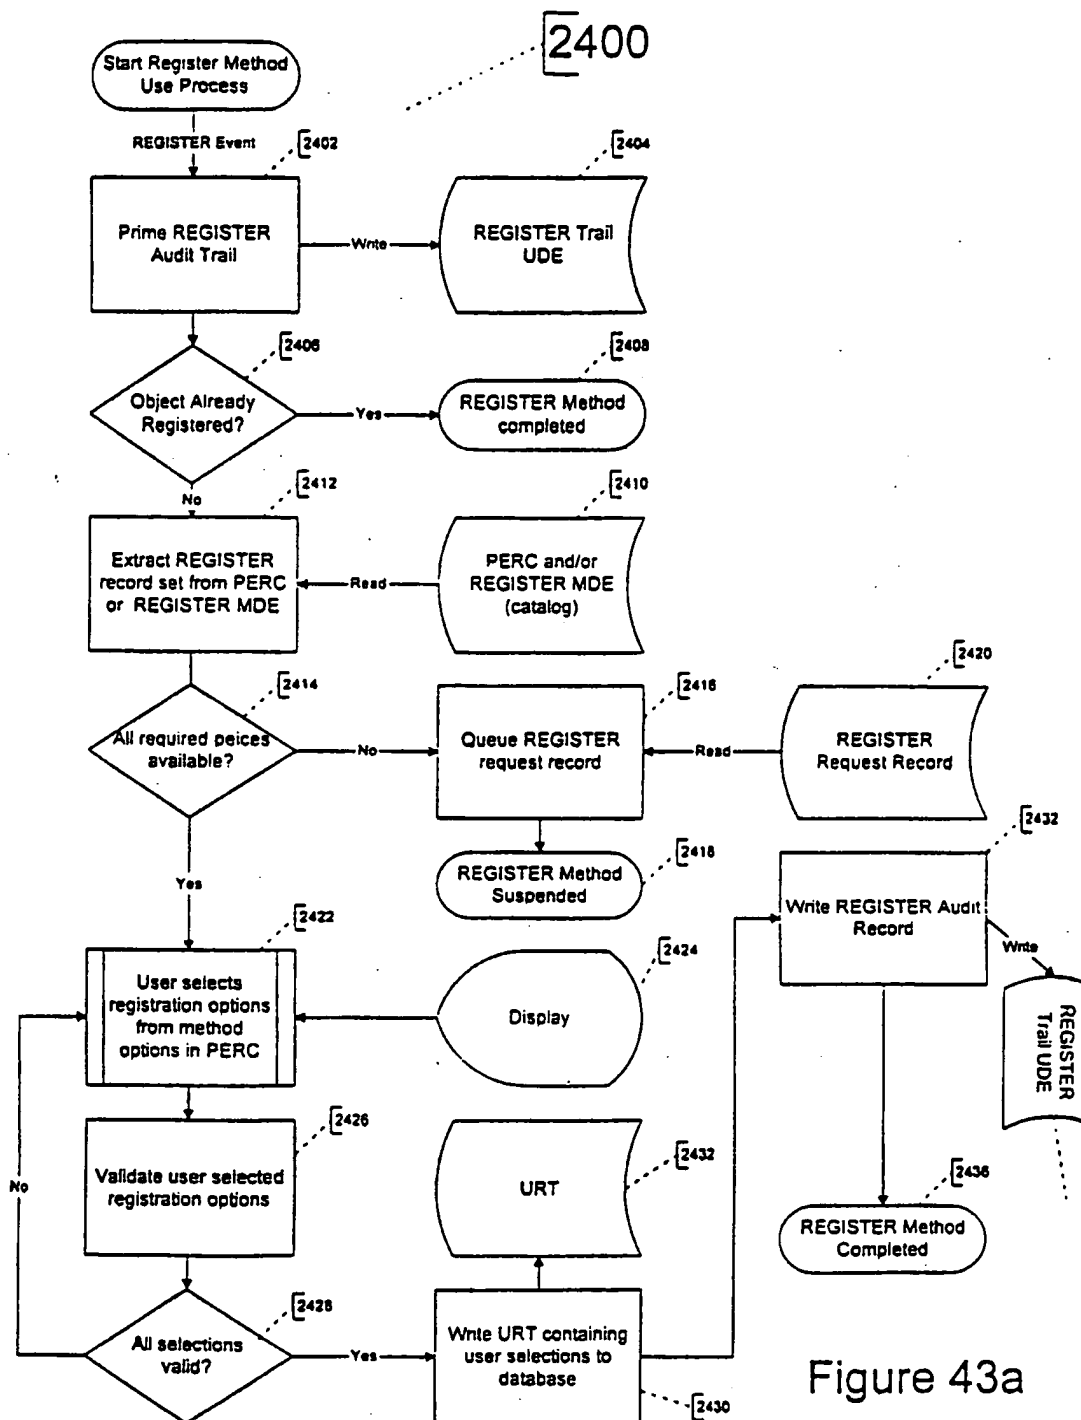 2400
Start Register Method
Use Process
REGISTER Event
2402
2404
Prime REGISTER
Audit Trail
Write
REGISTER Trail
UDE
2406
2408
Object Already
Registered?
Yes
REGISTER Method
completed
No
2412
2410
Extract REGISTER
record set from PERC
or REGISTER MDE
Read
PERC and/or
REGISTER MDE
(catalog)
2414
2416
2420
All required peices
available?
No
Queue REGISTER
request record
Read
REGISTER
Request Record
2418
REGISTER Method
Suspended
2432
Write REGISTER Audit
Record
Write
REGISTER
Trail UDE
Yes
2422
2424
User selects
registration options
from method
options in PERC
Display
2426
2432
Validate user selected
registration options
URT
No
2436
REGISTER Method
Completed
2428
All selections
valid?
Yes
Write URT containing
user selections to
database
2430
Figure 43a